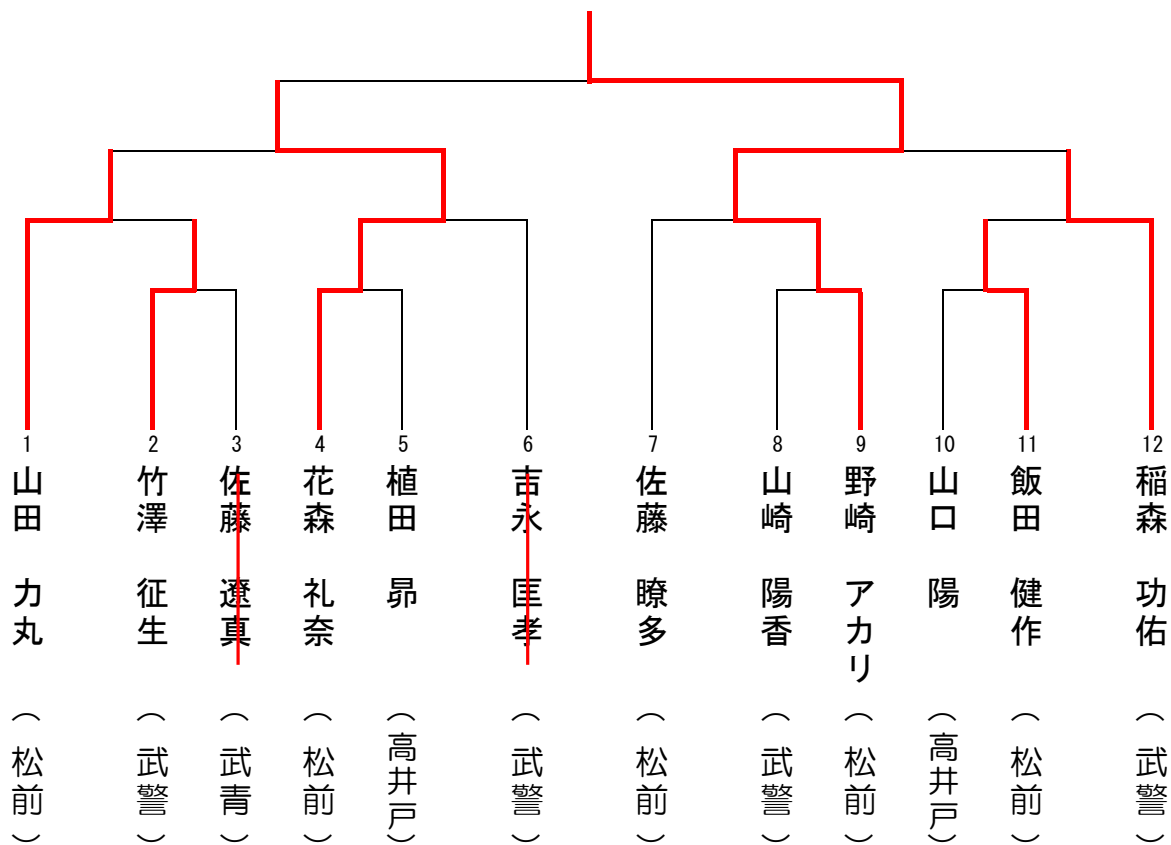 1
山田 力丸
（松前）
2
竹澤 征生
（武警）
3
佐藤 遼真
（武青）
4
花森 礼奈
（松前）
5
植田 昴
（高井戸）
6
吉永 匡孝
（武警）
7
佐藤 瞭多
（松前）
8
山崎 陽香
（武警）
9
野崎 アカリ
（松前）
10
山口 陽
（高井戸）
11
飯田 健作
（松前）
12
稲森 功佑
（武警）